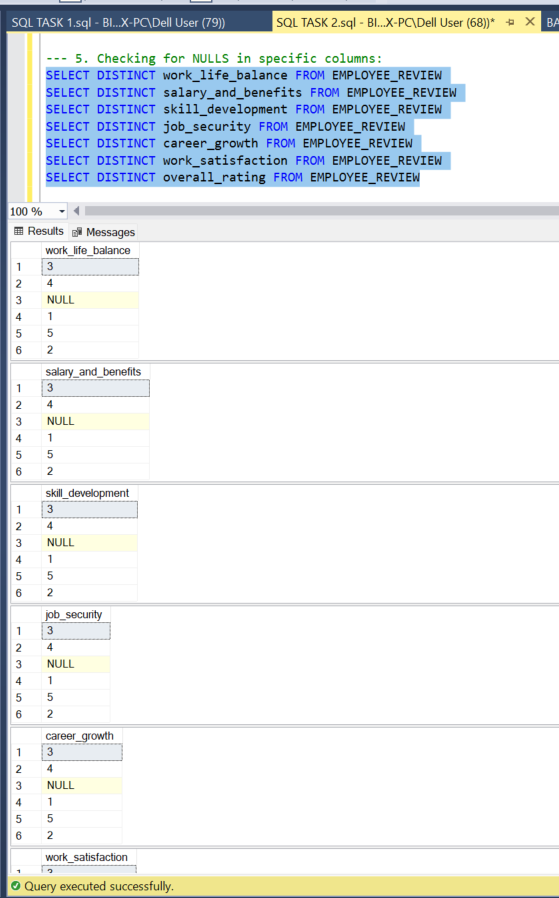 SQL TASK 1.sql - BI...X-PC\Dell User (79))
SQL TASK 2.sql - BI...X-PC\Dell User (68))*
BA
--- 5. Checking for NULLS in specific columns:
SELECT DISTINCT work_life_balance FROM EMPLOYEE_REVIEW
SELECT DISTINCT salary_and_benefits FROM EMPLOYEE_REVIEW
SELECT DISTINCT skill_development FROM EMPLOYEE_REVIEW
SELECT DISTINCT job_security FROM EMPLOYEE_REVIEW
SELECT DISTINCT career_growth FROM EMPLOYEE_REVIEW
SELECT DISTINCT work_satisfaction FROM EMPLOYEE_REVIEW
SELECT DISTINCT overall_rating FROM EMPLOYEE_REVIEW
100 %
Results Messages
work_life_balance
1 3
2 4
3 NULL
4 1
5 5
6 2
salary_and_benefits
1 3
2 4
3 NULL
4 1
5 5
6 2
skill_development
1 3
2 4
3 NULL
4 1
5 5
6 2
job_security
1 3
2 4
3 NULL
4 1
5 5
6 2
career_growth
1 3
2 4
3 NULL
4 1
5 5
6 2
work_satisfaction
1 3
Query executed successfully.